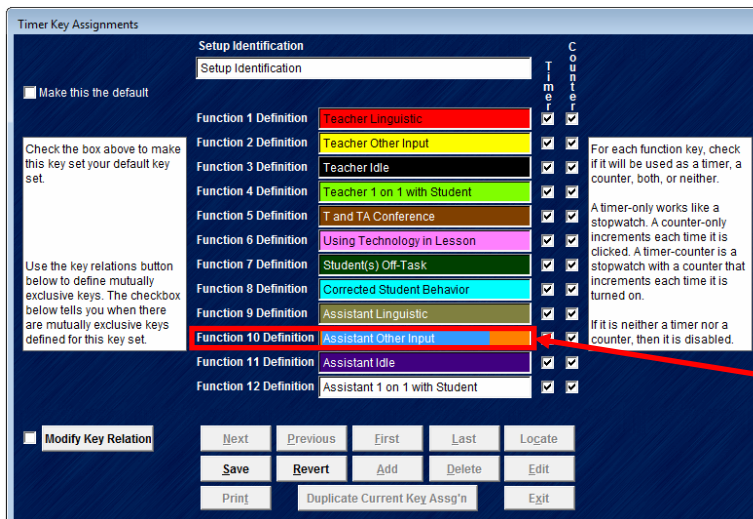 Timer Key Assignments
Setup Identification
Setup Identification
Timer
Counter
Make this the default
Check the box above to make
this key set your default key
set.
Use the key relations button
below to define mutually
exclusive keys. The checkbox
below tells you when there
are mutually exclusive keys
defined for this key set.
Function 1 Definition Teacher Linguistic
Function 2 Definition Teacher Other Input
Function 3 Definition Teacher Idle
Function 4 Definition Teacher 1 on 1 with Student
Function 5 Definition T and TA Conference
Function 6 Definition Using Technology in Lesson
Function 7 Definition Student(s) Off-Task
Function 8 Definition Corrected Student Behavior
Function 9 Definition Assistant Linguistic
Function 10 Definition Assistant Other Input
Function 11 Definition Assistant Idle
Function 12 Definition Assistant 1 on 1 with Student
For each function key, check
if it will be used as a timer, a
counter, both, or neither.
A timer-only works like a
stopwatch. A counter-only
increments each time it is
clicked. A timer-counter is a
stopwatch with a counter that
increments each time it is
turned on.
If it is neither a timer nor a
counter, then it is disabled.
Modify Key Relation
Next Previous First Last Locate
Save Revert Add Delete Edit
Print Duplicate Current Key Assg'n Exit